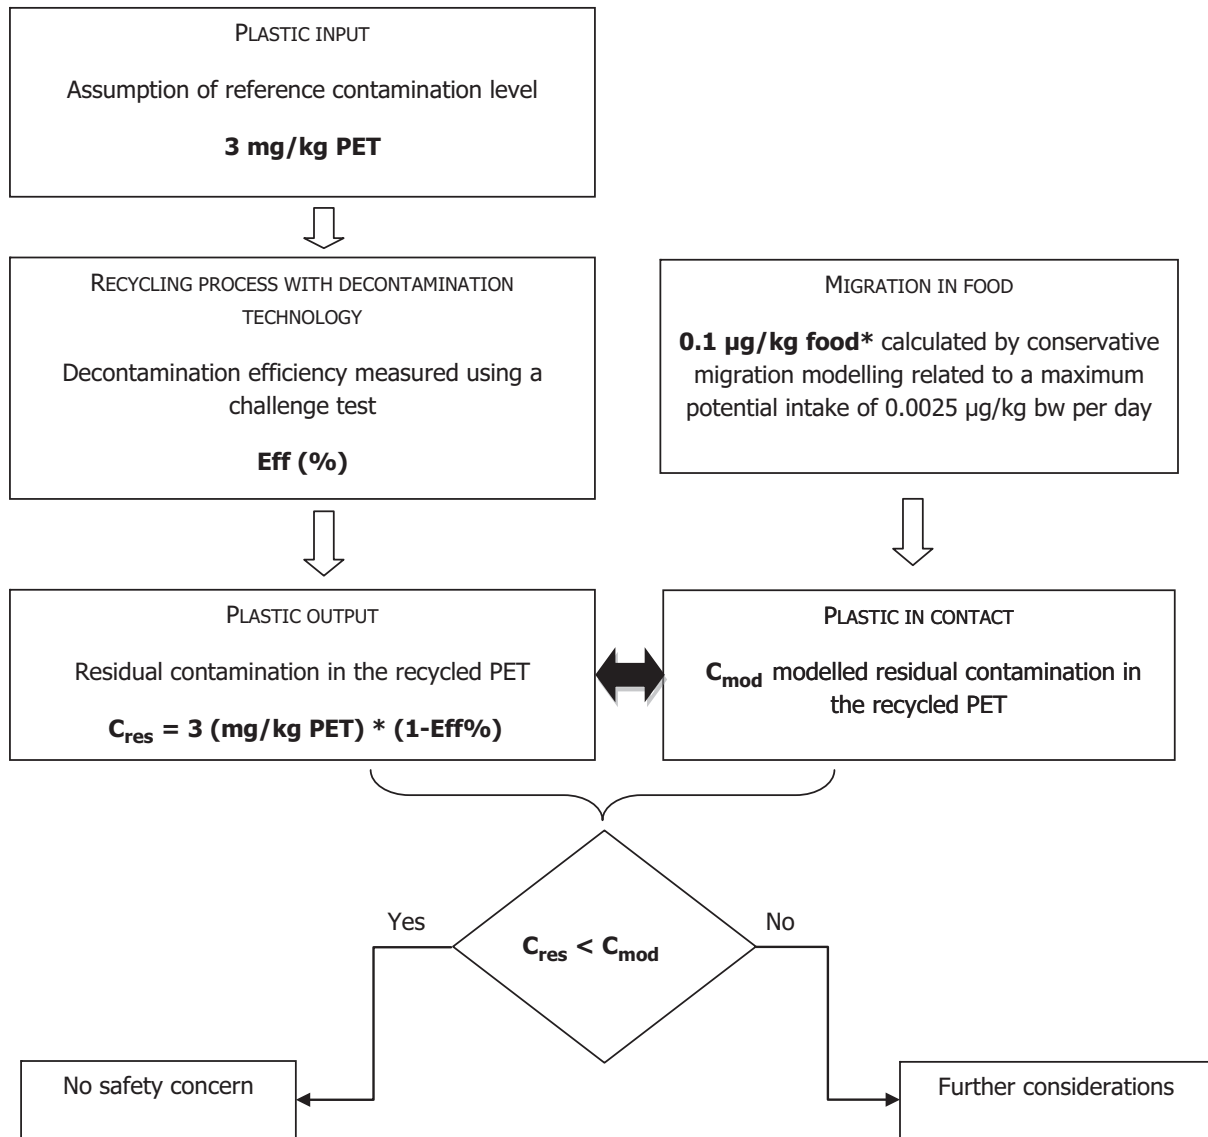 PLASTIC INPUT
Assumption of reference contamination level
3 mg/kg PET
RECYCLING PROCESS WITH DECONTAMINATION
TECHNOLOGY
Decontamination efficiency measured using a
challenge test
Eff (%)
MIGRATION IN FOOD
0.1 µg/kg food* calculated by conservative
migration modelling related to a maximum
potential intake of 0.0025 µg/kg bw per day
PLASTIC OUTPUT
Residual contamination in the recycled PET
Cres = 3 (mg/kg PET) * (1-Eff%)
PLASTIC IN CONTACT
Cmod modelled residual contamination in
the recycled PET
Yes
No
Cres < Cmod
No safety concern
Further considerations